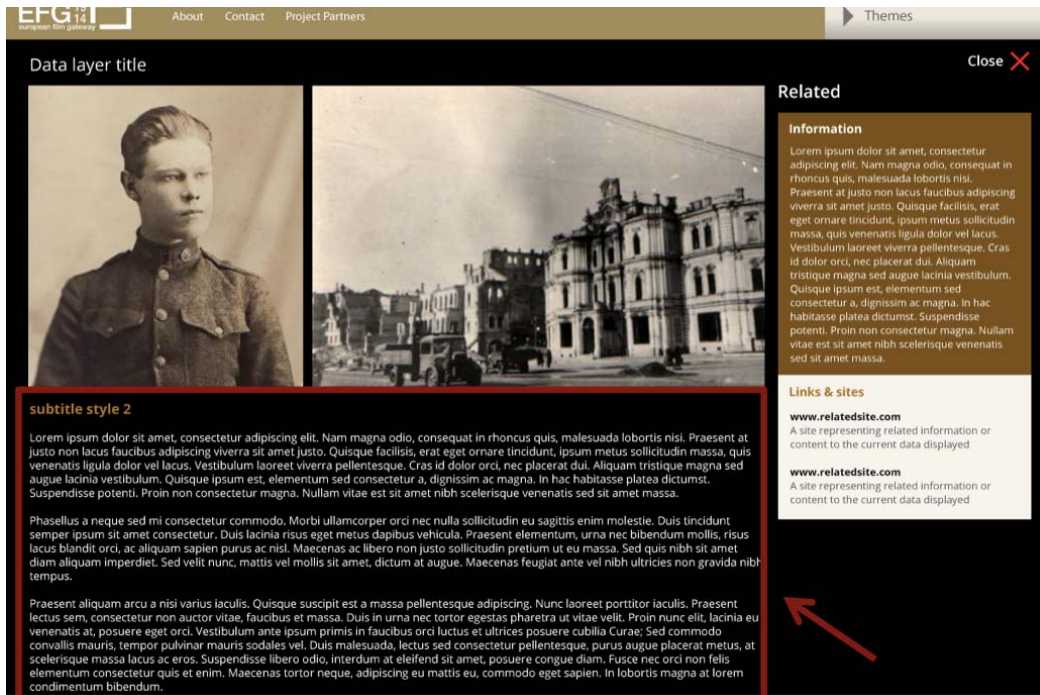 EFG 1914
european film gateway
About Contact Project Partners
Themes
Data layer title
Close
Related
Information
Lorem ipsum dolor sit amet, consectetur
adipiscing elit. Nam magna odio, consequat in
rhoncus quis, malesuada lobortis nisi.
Praesent at justo non lacus faucibus adipiscing
viverra sit amet justo. Quisque facilisis, erat
eget ornare tincidunt, ipsum metus sollicitudin
massa, quis venenatis ligula dolor vel lacus.
Vestibulum laoreet viverra pellentesque. Cras
id dolor orci, nec placerat dui. Aliquam
tristique magna sed augue lacinia vestibulum.
Quisque ipsum est, elementum sed
consectetur a, dignissim ac magna. In hac
habitasse platea dictumst. Suspendisse
potenti. Proin non consectetur magna. Nullam
vitae est sit amet nibh scelerisque venenatis
sed sit amet massa.
Links & sites
www.relatedsite.com
A site representing related information or
content to the current data displayed
www.relatedsite.com
A site representing related information or
content to the current data displayed
subtitle style 2
Lorem ipsum dolor sit amet, consectetur adipiscing elit. Nam magna odio, consequat in rhoncus quis, malesuada lobortis nisi. Praesent at
justo non lacus faucibus adipiscing viverra sit amet justo. Quisque facilisis, erat eget ornare tincidunt, ipsum metus sollicitudin massa, quis
venenatis ligula dolor vel lacus. Vestibulum laoreet viverra pellentesque. Cras id dolor orci, nec placerat dui. Aliquam tristique magna sed
augue lacinia vestibulum. Quisque ipsum est, elementum sed consectetur a, dignissim ac magna. In hac habitasse platea dictumst.
Suspendisse potenti. Proin non consectetur magna. Nullam vitae est sit amet nibh scelerisque venenatis sed sit amet massa.
Phasellus a neque sed mi consectetur commodo. Morbi ullamcorper orci nec nulla sollicitudin eu sagittis enim molestie. Duis tincidunt
semper ipsum sit amet consectetur. Duis lacinia risus eget metus dapibus vehicula. Praesent elementum, urna nec bibendum mollis, risus
lacus blandit orci, ac aliquam sapien purus ac nisl. Maecenas ac libero non justo sollicitudin pretium ut eu massa. Sed quis nibh sit amet
diam aliquam imperdiet. Sed velit nunc, mattis vel mollis sit amet, dictum at augue. Maecenas feugiat ante vel nibh ultricies non gravida nibh
tempus.
Praesent aliquam arcu a nisi varius iaculis. Quisque suscipit est a massa pellentesque adipiscing. Nunc laoreet porttitor iaculis. Praesent
lectus sem, consectetur non auctor vitae, faucibus et massa. Duis in urna nec tortor egestas pharetra ut vitae velit. Proin nunc elit, lacinia eu
venenatis at, posuere eget orci. Vestibulum ante ipsum primis in faucibus orci luctus et ultrices posuere cubilia Curae; Sed commodo
convallis mauris, tempor pulvinar mauris sodales vel. Duis malesuada, lectus sed consectetur pellentesque, purus augue placerat metus, at
scelerisque massa lacus ac eros. Suspendisse libero odio, interdum at eleifend sit amet, posuere congue diam. Fusce nec orci non felis
elementum consectetur quis et enim. Maecenas tortor neque, adipiscing eu mattis eu, commodo eget sapien. In lobortis magna at lorem
condimentum bibendum.